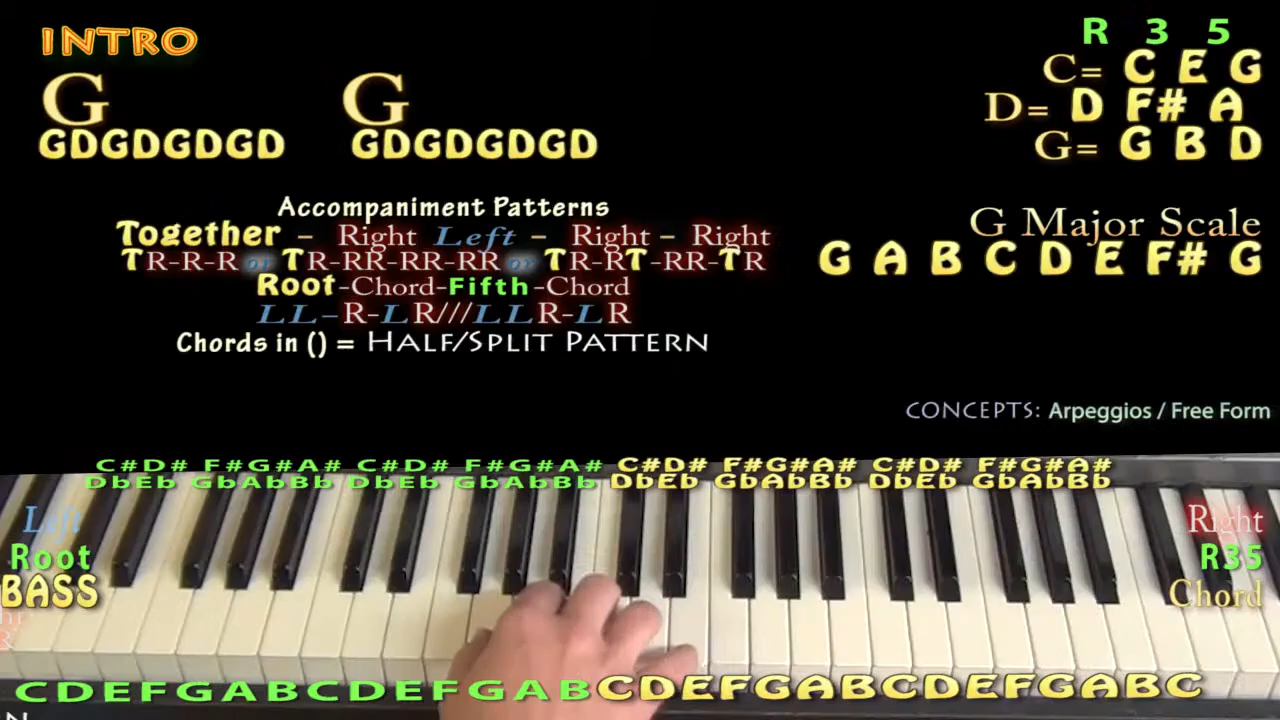 INTRO
G G
GDGDGDGD GDGDGDGD
R 3 5
C= C E G
D= D F# A
G= G B D
Accompaniment Patterns
Together - Right Left - Right - Right
TR-R-R or TR-RR-RR-RR or TR-RT-RR-TR
Root-Chord-Fifth-Chord
LL-R-LR///LLR-LR
Chords in () = HALF/SPLIT PATTERN
G Major Scale
G A B C D E F# G
CONCEPTS: Arpeggios / Free Form
C#D# F#G#A# C#D# F#G#A# C#D# F#G#A# C#D# F#G#A#
DbEb GbAbBb DbEb GbAbBb DbEb GbAbBb DbEb GbAbBb
Left
Root
BASS
Right
R35
Chord
CDEFGABCDEFGABCDEFGABCDEFGABC